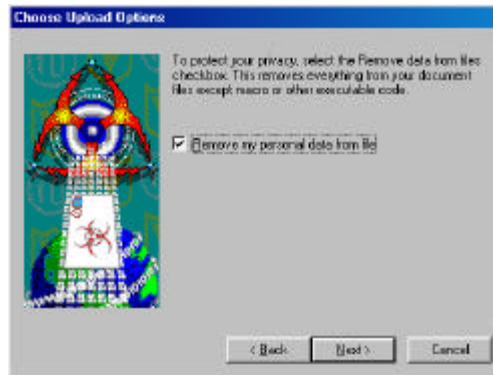 Choose Upload Options
To protect your privacy, select the Remove data from files
checkbox. This removes everything from your document
files except macro or other executable code.
Remove my personal data from file
< Back
Next >
Cancel